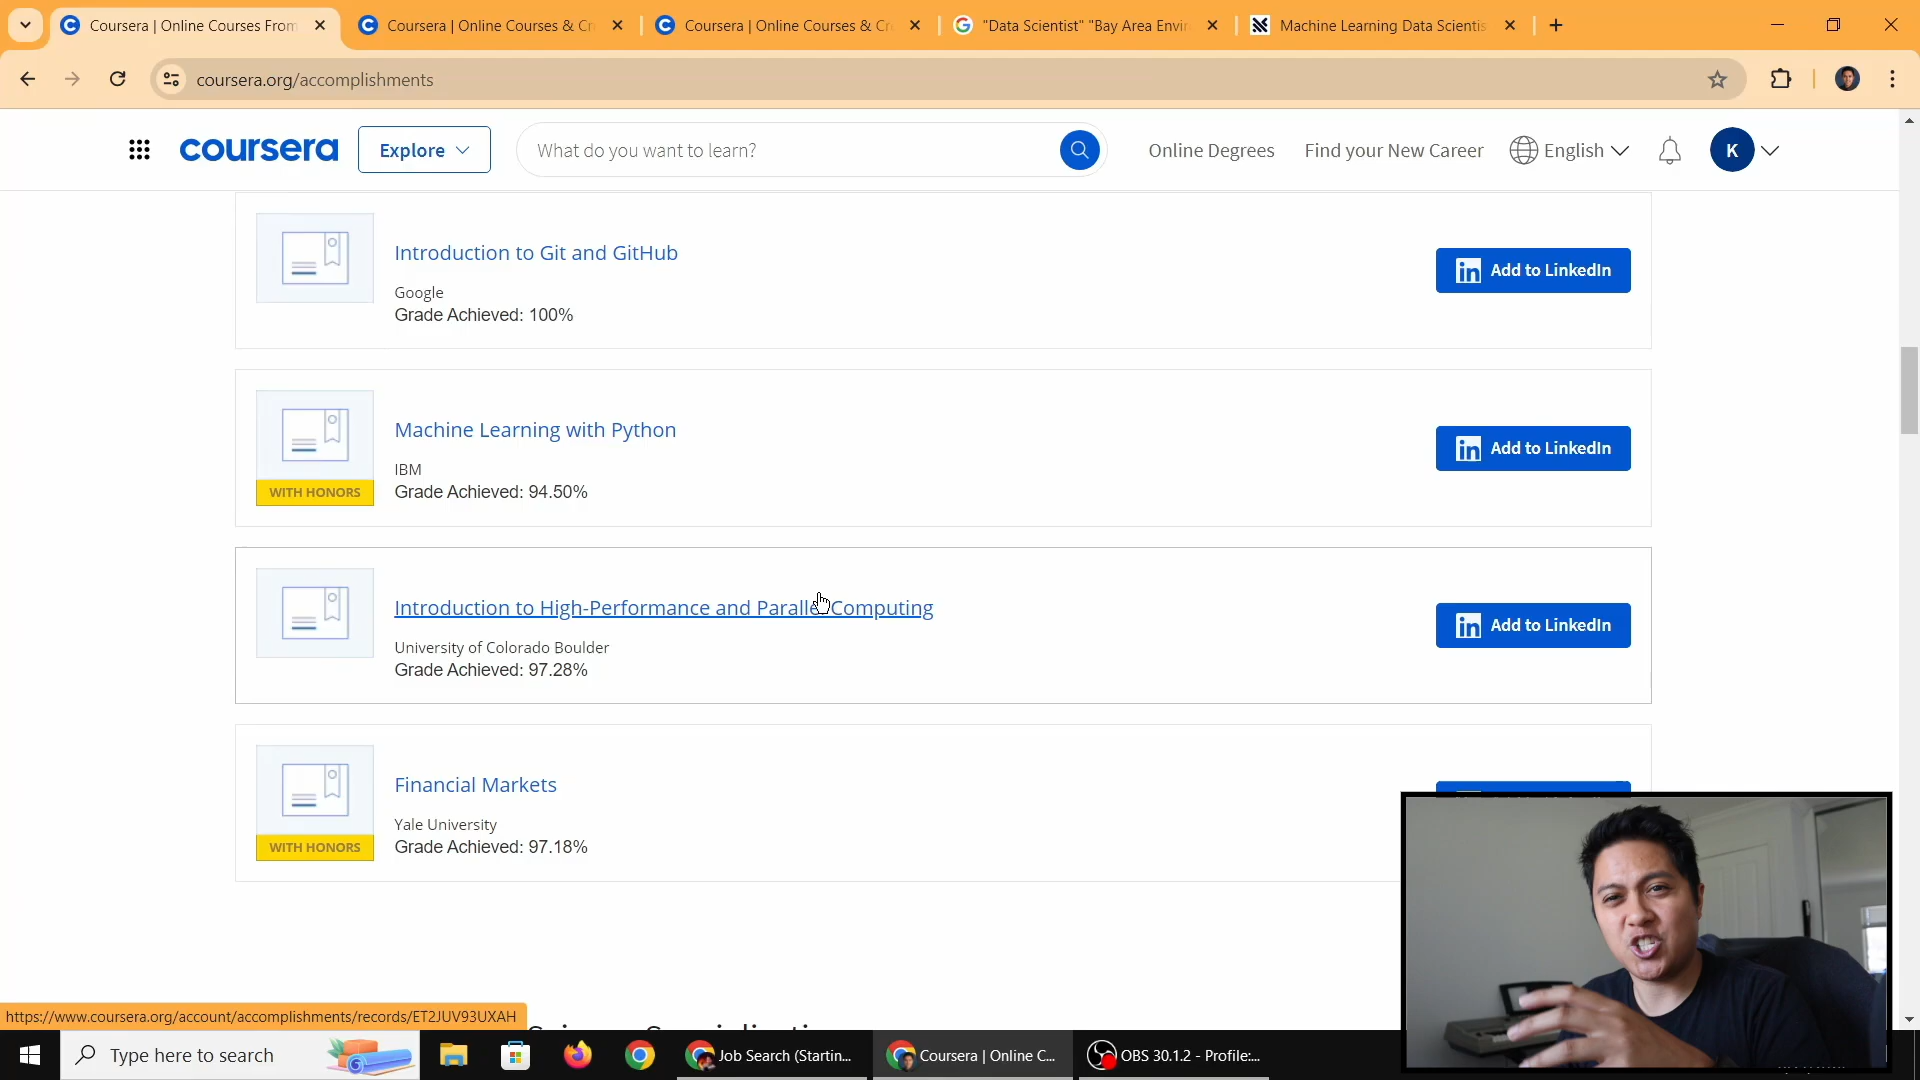 Coursera | Online Courses From
Coursera | Online Courses & Cr
Coursera | Online Courses & Cr
"Data Scientist" "Bay Area Envir
Machine Learning Data Scientis
coursera.org/accomplishments
coursera
Explore
What do you want to learn?
Online Degrees
Find your New Career
English
K
Introduction to Git and GitHub
Google
Grade Achieved: 100%
in Add to LinkedIn
Machine Learning with Python
IBM
Grade Achieved: 94.50%
WITH HONORS
in Add to LinkedIn
Introduction to High-Performance and Parallel Computing
University of Colorado Boulder
Grade Achieved: 97.28%
in Add to LinkedIn
Financial Markets
Yale University
Grade Achieved: 97.18%
WITH HONORS
https://www.coursera.org/account/accomplishments/records/ET2JUV93UXAH
Type here to search
Job Search (Startin...
Coursera | Online C...
OBS 30.1.2 - Profile:...